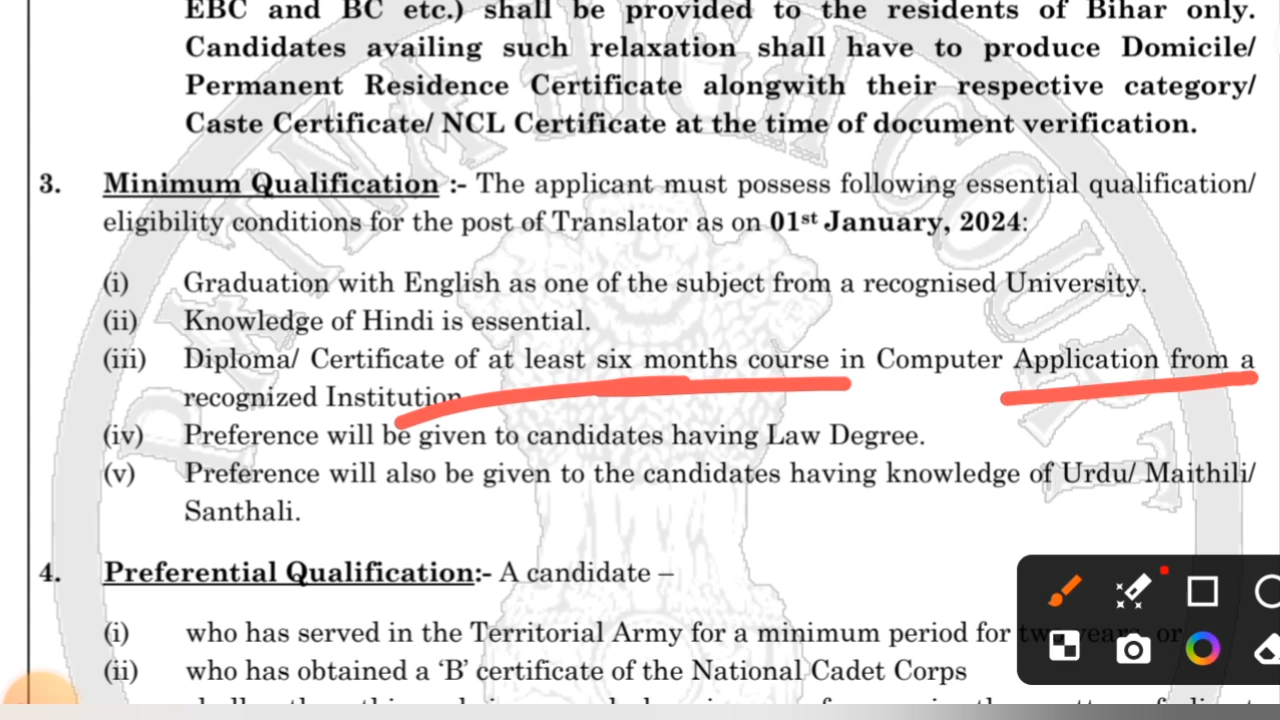 EBC and BC etc.) shall be provided to the residents of Bihar only.
Candidates availing such relaxation shall have to produce Domicile/
Permanent Residence Certificate alongwith their respective category/
Caste Certificate/ NCL Certificate at the time of document verification.
3. Minimum Qualification :- The applicant must possess following essential qualification/
eligibility conditions for the post of Translator as on 01st January, 2024:
(i) Graduation with English as one of the subject from a recognised University.
(ii) Knowledge of Hindi is essential.
(iii) Diploma/ Certificate of at least six months course in Computer Application from a
recognized Institution
(iv) Preference will be given to candidates having Law Degree.
(v) Preference will also be given to the candidates having knowledge of Urdu/ Maithili/
Santhali.
4. Preferential Qualification:- A candidate –
(i) who has served in the Territorial Army for a minimum period for two years, or
(ii) who has obtained a ‘B’ certificate of the National Cadet Corps
PATNA HIGH COURT